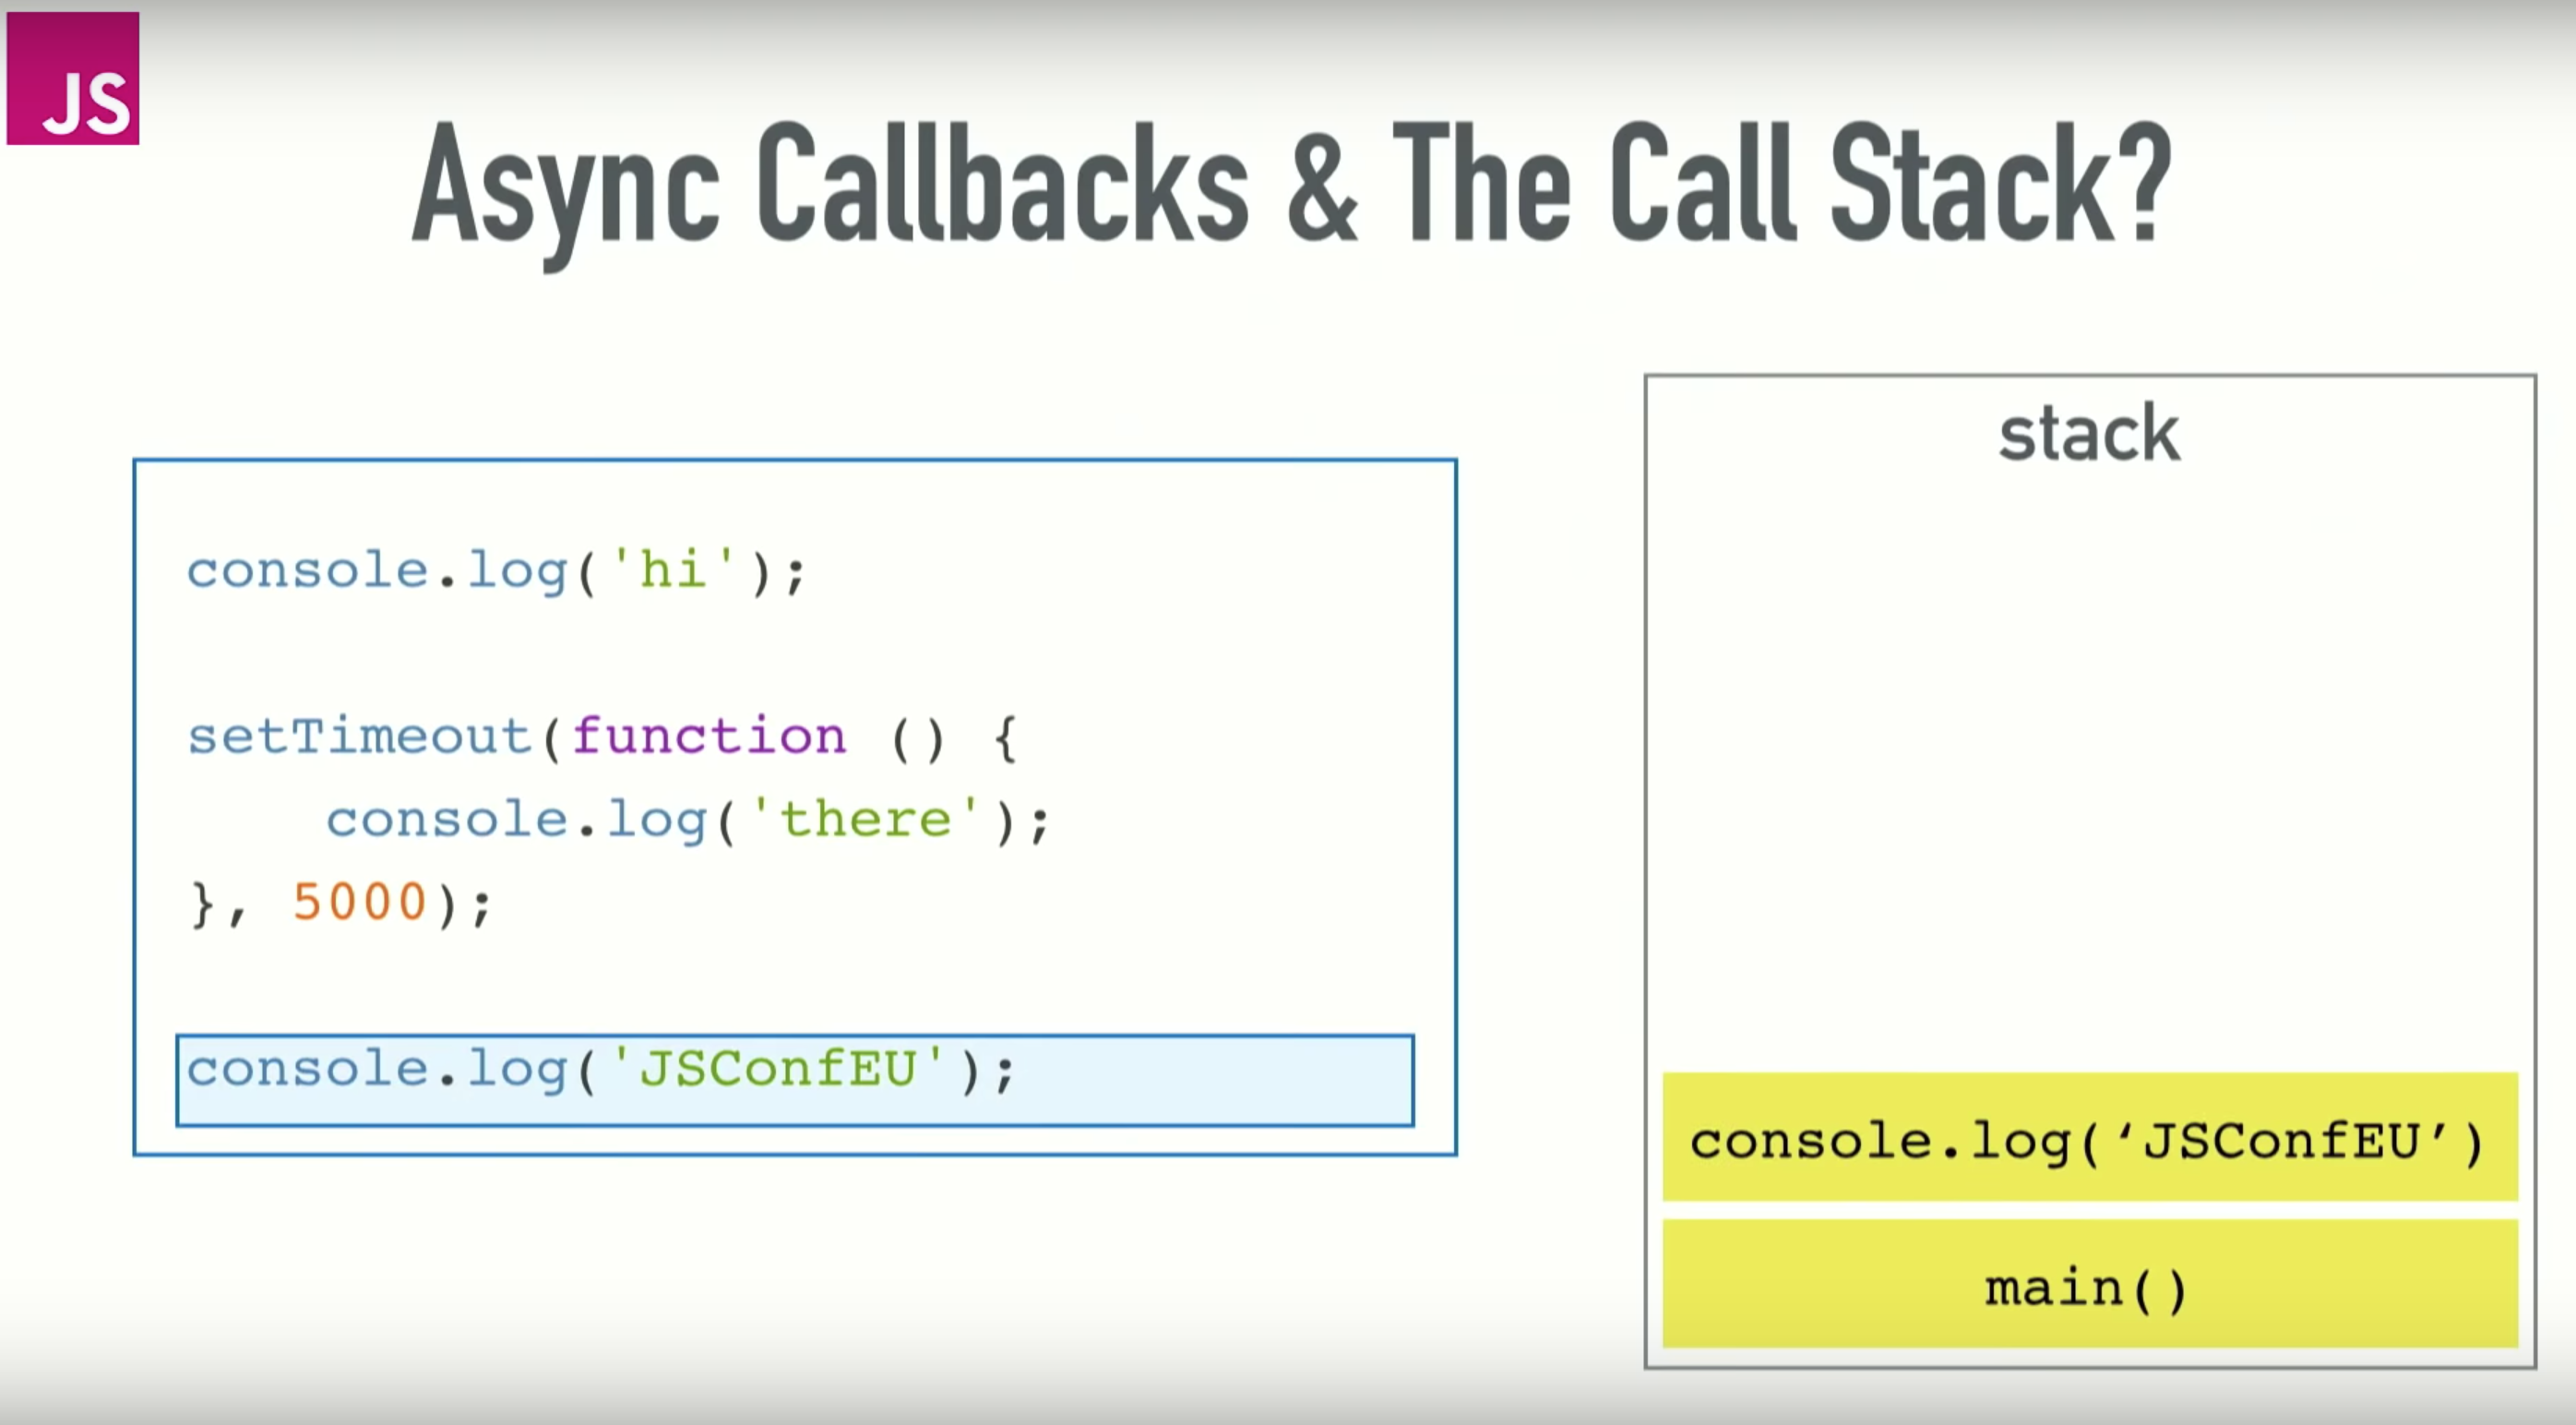 JS
Async Callbacks & The Call Stack?
console.log('hi');
setTimeout(function () {
    console.log('there');
}, 5000);
console.log('JSConfEU');
stack
console.log(‘JSConfEU’)
main()